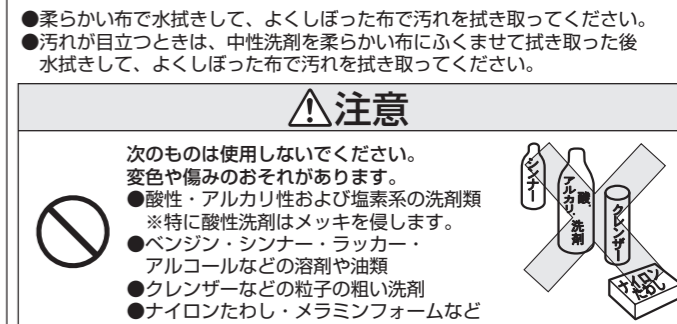 ●柔らかい布で水拭きして、よくしぼった布で汚れを拭き取ってください。
●汚れが目立つときは、中性洗剤を柔らかい布にふくませて拭き取った後
水拭きして、よくしぼった布で汚れを拭き取ってください。
注意
次のものは使用しないでください。
変色や傷みのおそれがあります。
●酸性・アルカリ性および塩素系の洗剤類
※特に酸性洗剤はメッキを侵します。
●ベンジン・シンナー・ラッカー・
アルコールなどの溶剤や油類
●クレンザーなどの粒子の粗い洗剤
●ナイロンたわし・メラミンフォームなど
シンナー
酸、
アルカリ
洗剤
クレンザー
ナイロン
たわし